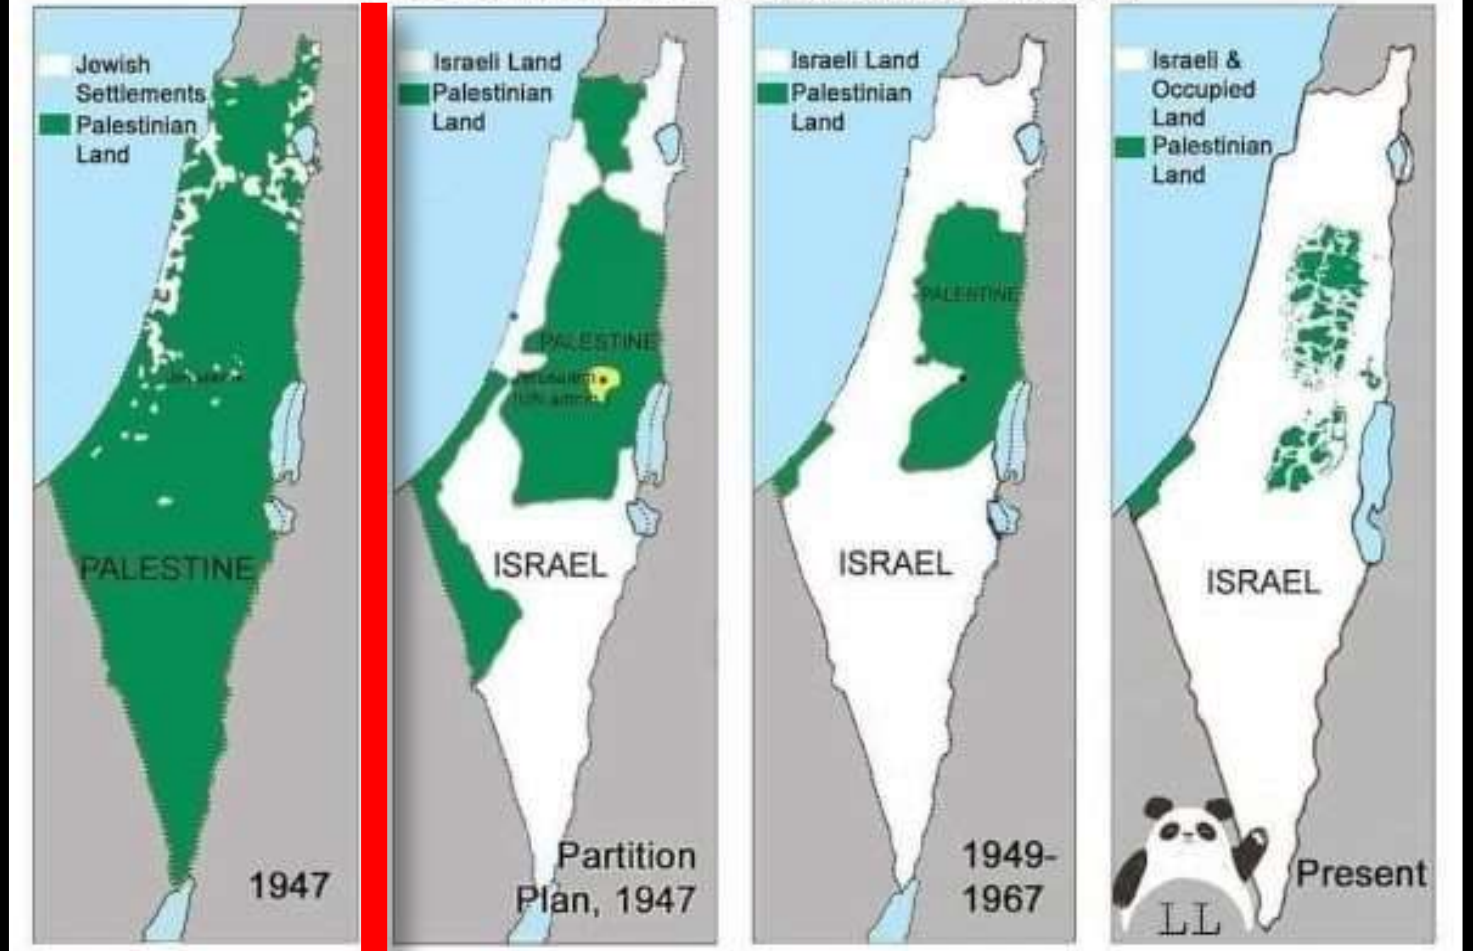 Jewish
Settlements
Palestinian
Land
PALESTINE
1947
Israeli Land
Palestinian
Land
PALESTINE
Jerusalem
ISRAEL
Partition
Plan, 1947
Israeli Land
Palestinian
Land
PALESTINE
ISRAEL
1949-
1967
Israeli &
Occupied
Land
Palestinian
Land
ISRAEL
Present
LL